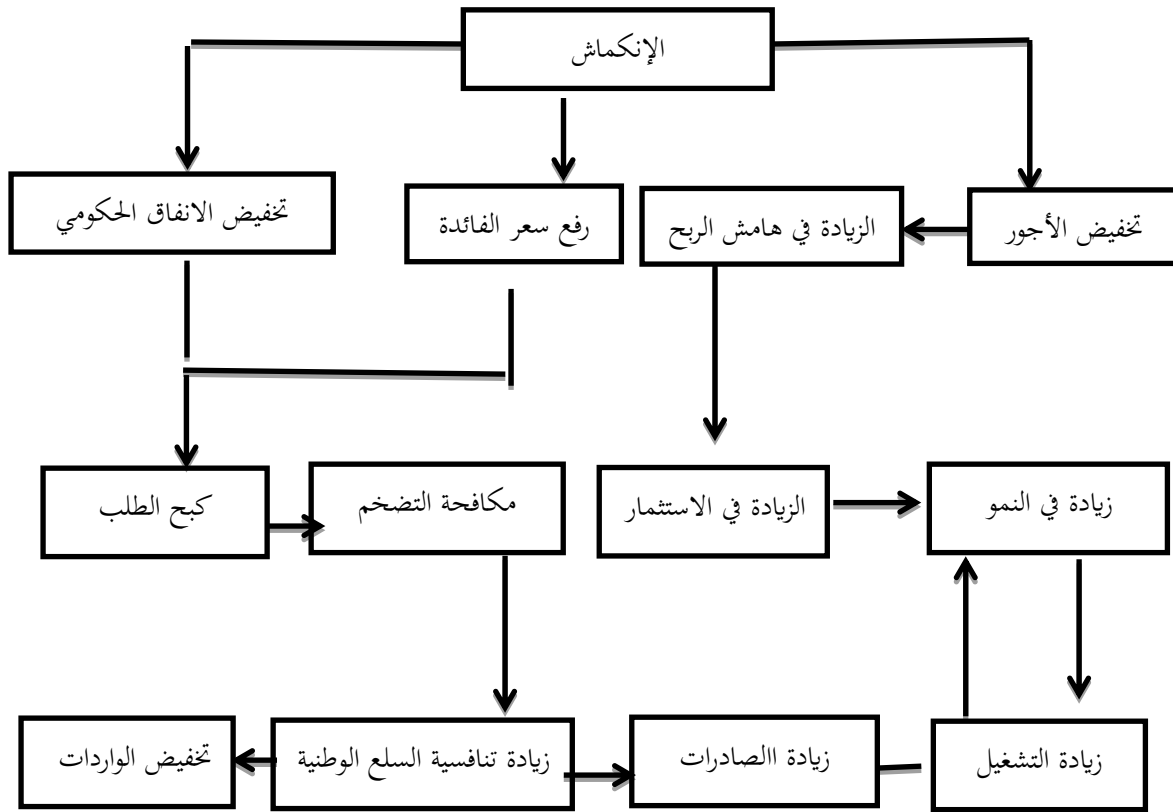 الإنكماش
تخفيض الأجور
الزيادة في هامش الربح
رفع سعر الفائدة
تخفيض الانفاق الحكومي
زيادة في النمو
الزيادة في الاستثمار
مكافحة التضخم
كبح الطلب
زيادة التشغيل
زيادة االصادرات
زيادة تنافسية السلع الوطنية
تخفيض الواردات